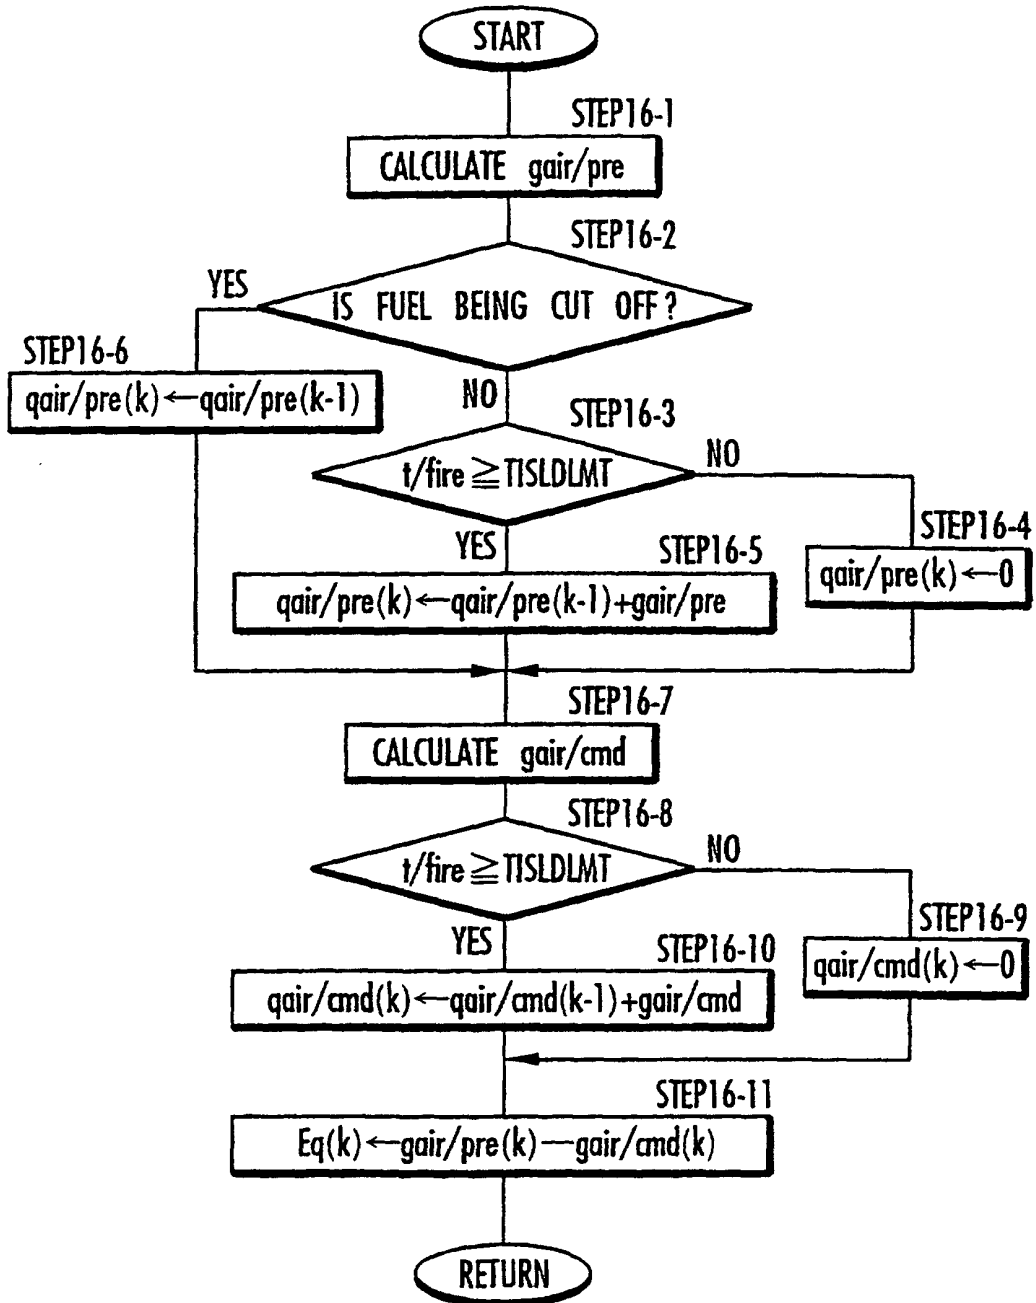 START
STEP16-1
CALCULATE gair/pre
STEP16-2
YES
IS FUEL BEING CUT OFF?
STEP16-6
qair/pre(k)←qair/pre(k-1)
NO
STEP16-3
t/fire≧TISLDLMT
NO
YES
STEP16-4
qair/pre(k)←0
STEP16-5
qair/pre(k)←qair/pre(k-1)+gair/pre
STEP16-7
CALCULATE gair/cmd
STEP16-8
t/fire≧TISLDLMT
NO
YES
STEP16-9
qair/cmd(k)←0
STEP16-10
qair/cmd(k)←qair/cmd(k-1)+gair/cmd
STEP16-11
Eq(k)←gair/pre(k)—gair/cmd(k)
RETURN